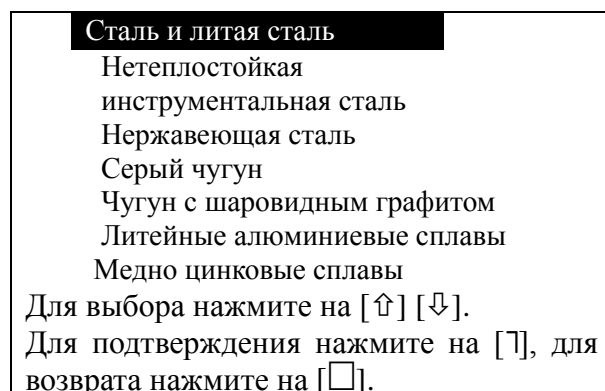 Сталь и литая сталь
Нетеплостойкая
инструментальная сталь
Нержавеющая сталь
Серый чугун
Чугун с шаровидным графитом
Литейные алюминиевые сплавы
Медно цинковые сплавы
Для выбора нажмите на [⇧] [⇩].
Для подтверждения нажмите на [⅂], для
возврата нажмите на [□].